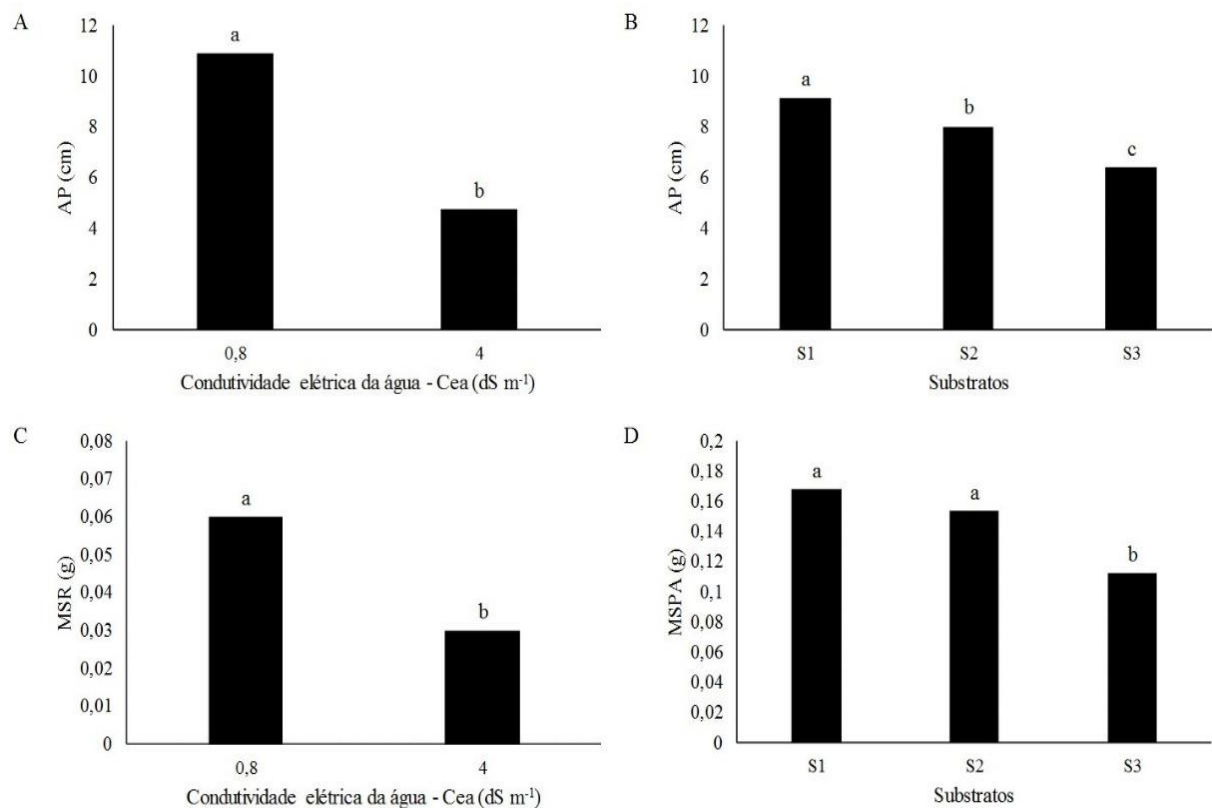 A
12
10
8
6
4
2
0
AP (cm)
a
b
0,8
4
Condutividade elétrica da água - Cea (dS m⁻¹)
B
12
10
8
6
4
2
0
AP (cm)
a
b
c
S1
S2
S3
Substratos
C
0,08
0,07
0,06
0,05
0,04
0,03
0,02
0,01
0
MSR (g)
a
b
0,8
4
Condutividade elétrica da água - Cea (dS m⁻¹)
D
0,2
0,18
0,16
0,14
0,12
0,1
0,08
0,06
0,04
0,02
0
MSPA (g)
a
a
b
S1
S2
S3
Substratos